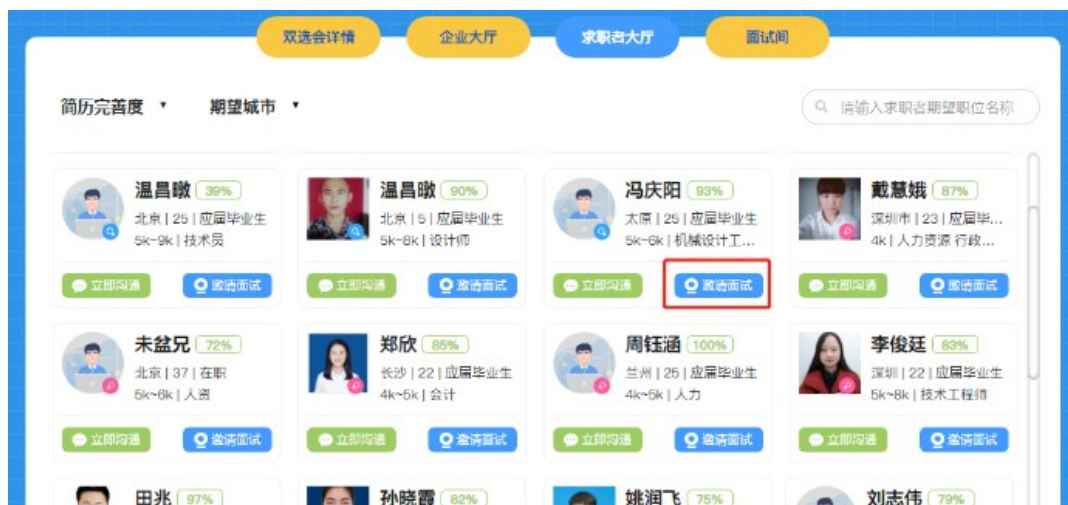 双选会详情 企业大厅 求职者大厅 面试间
简历完善度 期望城市 请输入求职者期望职位名称
温昌暾 39% 温昌暾 90% 冯庆阳 93% 戴慧娥 87%
北京 | 25 | 应届毕业生 北京 | 5 | 应届毕业生 太原 | 25 | 应届毕业生 深圳市 | 23 | 应届毕...
5k~9k | 技术员 5k~8k | 设计师 5k~6k | 机械设计工... 4k | 人力资源 行政...
立即沟通 邀请面试 立即沟通 邀请面试 立即沟通 邀请面试 立即沟通 邀请面试
未盆兄 72% 郑欣 85% 周钰涵 100% 李俊廷 83%
北京 | 37 | 在职 长沙 | 22 | 应届毕业生 兰州 | 25 | 应届毕业生 深圳 | 22 | 应届毕业生
5k~6k | 人资 4k~5k | 会计 4k~5k | 人力 5k~8k | 技术工程师
立即沟通 邀请面试 立即沟通 邀请面试 立即沟通 邀请面试 立即沟通 邀请面试
田兆 97% 孙晓霞 82% 姚润飞 75% 刘志伟 79%